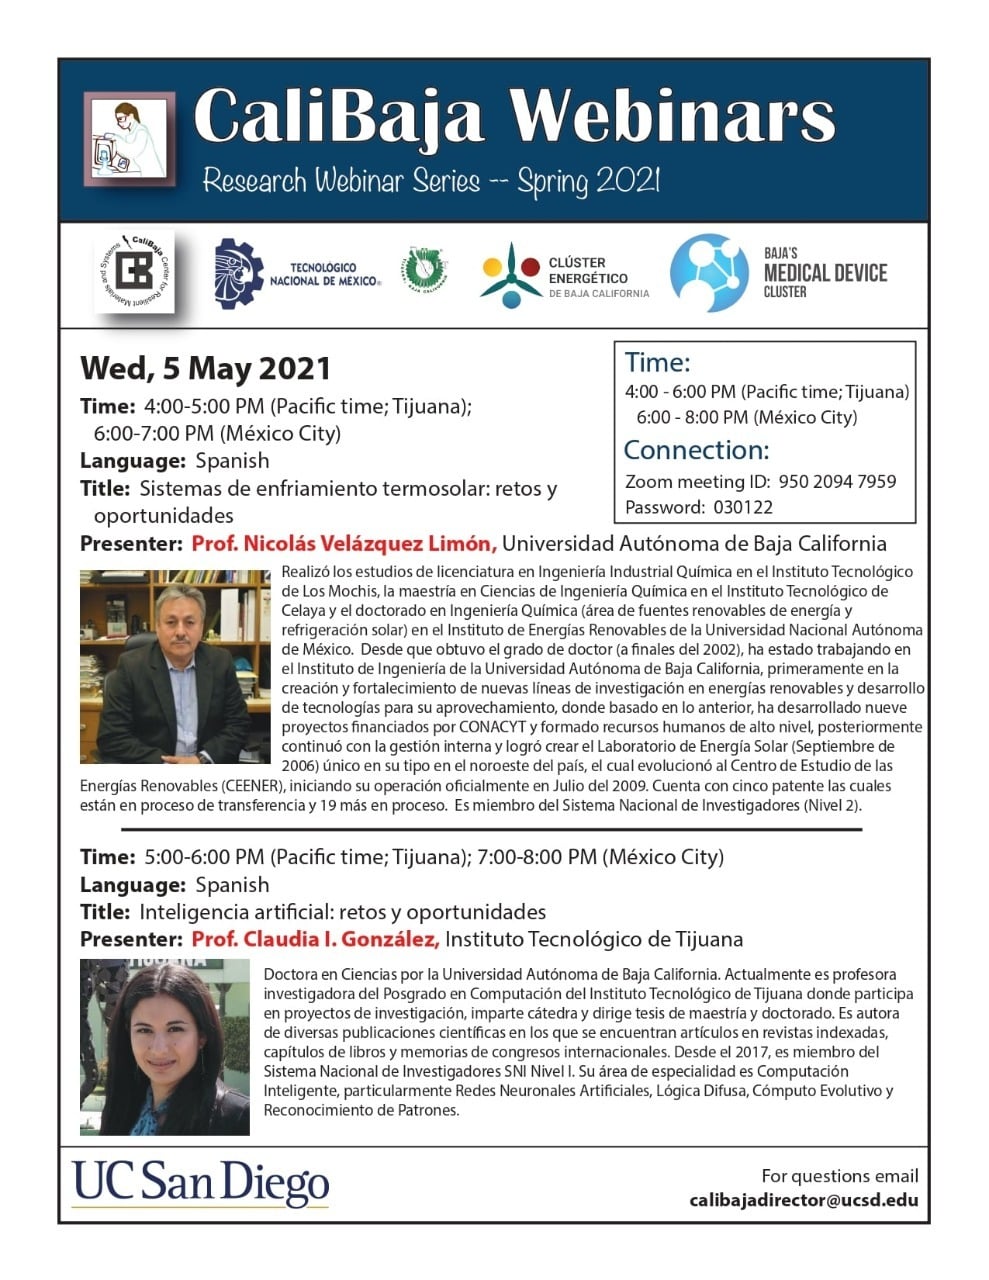 CaliBaja Webinars
Research Webinar Series -- Spring 2021
CaliBaja Center for Resilient Materials and Systems
CB
TECNOLÓGICO
NACIONAL DE MÉXICO®
CLÚSTER
ENERGÉTICO
DE BAJA CALIFORNIA
BAJA'S
MEDICAL DEVICE
CLUSTER
Wed, 5 May 2021
Time: 4:00-5:00 PM (Pacific time; Tijuana);
6:00-7:00 PM (México City)
Language: Spanish
Title: Sistemas de enfriamiento termosolar: retos y
oportunidades
Time:
4:00 - 6:00 PM (Pacific time; Tijuana)
6:00 - 8:00 PM (México City)
Connection:
Zoom meeting ID: 950 2094 7959
Password: 030122
Presenter: Prof. Nicolás Velázquez Limón, Universidad Autónoma de Baja California
Realizó los estudios de licenciatura en Ingeniería Industrial Química en el Instituto Tecnológico
de Los Mochis, la maestría en Ciencias de Ingeniería Química en el Instituto Tecnológico de
Celaya y el doctorado en Ingeniería Química (área de fuentes renovables de energía y
refrigeración solar) en el Instituto de Energías Renovables de la Universidad Nacional Autónoma
de México. Desde que obtuvo el grado de doctor (a finales del 2002), ha estado trabajando en
el Instituto de Ingeniería de la Universidad Autónoma de Baja California, primeramente en la
creación y fortalecimiento de nuevas líneas de investigación en energías renovables y desarrollo
de tecnologías para su aprovechamiento, donde basado en lo anterior, ha desarrollado nueve
proyectos financiados por CONACYT y formado recursos humanos de alto nivel, posteriormente
continuó con la gestión interna y logró crear el Laboratorio de Energía Solar (Septiembre de
2006) único en su tipo en el noroeste del país, el cual evolucionó al Centro de Estudio de las
Energías Renovables (CEENER), iniciando su operación oficialmente en Julio del 2009. Cuenta con cinco patente las cuales
están en proceso de transferencia y 19 más en proceso. Es miembro del Sistema Nacional de Investigadores (Nivel 2).
Time: 5:00-6:00 PM (Pacific time; Tijuana); 7:00-8:00 PM (México City)
Language: Spanish
Title: Inteligencia artificial: retos y oportunidades
Presenter: Prof. Claudia I. González, Instituto Tecnológico de Tijuana
Doctora en Ciencias por la Universidad Autónoma de Baja California. Actualmente es profesora
investigadora del Posgrado en Computación del Instituto Tecnológico de Tijuana donde participa
en proyectos de investigación, imparte cátedra y dirige tesis de maestría y doctorado. Es autora
de diversas publicaciones científicas en los que se encuentran artículos en revistas indexadas,
capítulos de libros y memorias de congresos internacionales. Desde el 2017, es miembro del
Sistema Nacional de Investigadores SNI Nivel I. Su área de especialidad es Computación
Inteligente, particularmente Redes Neuronales Artificiales, Lógica Difusa, Cómputo Evolutivo y
Reconocimiento de Patrones.
UC San Diego
For questions email
calibajadirector@ucsd.edu